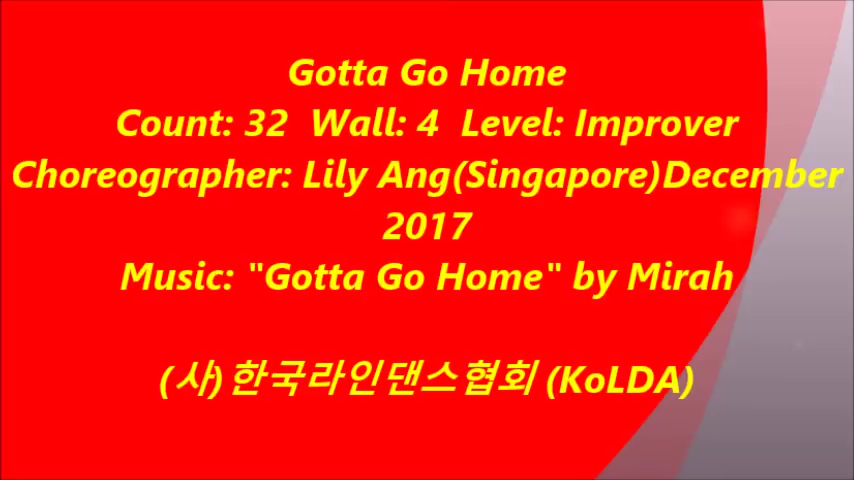 Gotta Go Home
Count: 32  Wall: 4  Level: Improver
Choreographer: Lily Ang(Singapore)December
2017
Music: "Gotta Go Home" by Mirah
(사)한국라인댄스협회(KoLDA)